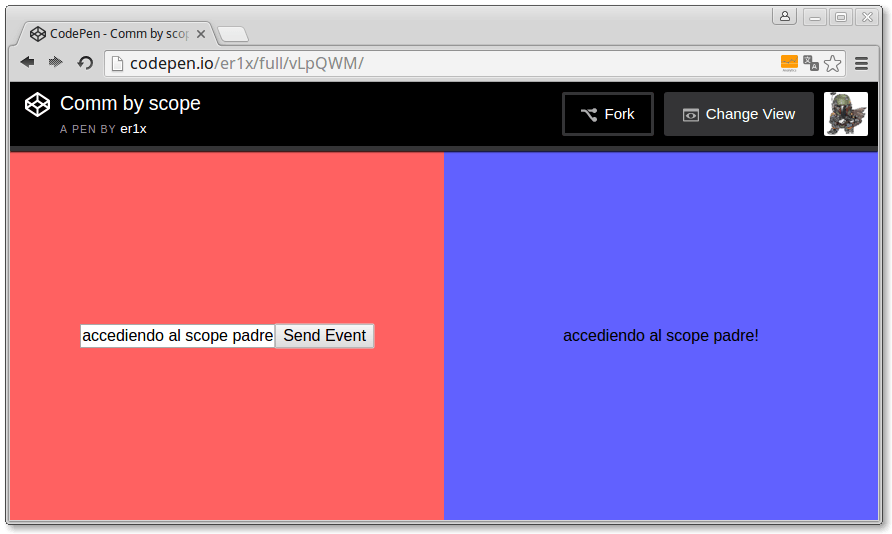 CodePen - Comm by scop
codepen.io/er1x/full/vLpQWM/
Comm by scope
A PEN BY er1x
Fork
Change View
accediendo al scope padre
Send Event
accediendo al scope padre!